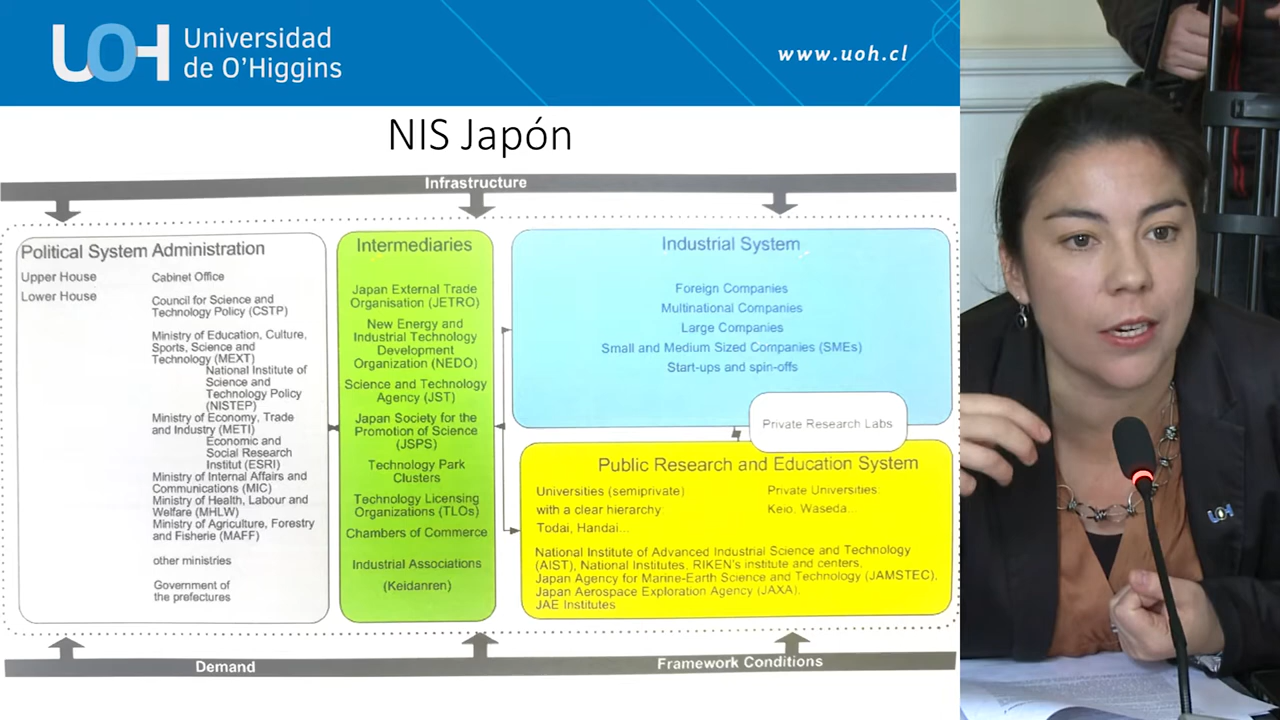 UOH Universidad
de O'Higgins
www.uoh.cl
NIS Japón
Infrastructure
Political System Administration
Upper House
Lower House
Cabinet Office
Council for Science and
Technology Policy (CSTP)
Ministry of Education, Culture,
Sports, Science and
Technology (MEXT)
National Institute of
Science and
Technology Policy
(NISTEP)
Ministry of Economy, Trade
and Industry (METI)
Economic and
Social Research
Institut (ESRI)
Ministry of Internal Affairs and
Communications (MIC)
Ministry of Health, Labour and
Welfare (MHLW)
Ministry of Agriculture, Forestry
and Fisherie (MAFF)
other ministries
Government of
the prefectures
Intermediaries
Japan External Trade
Organisation (JETRO)
New Energy and
Industrial Technology
Development
Organization (NEDO)
Science and Technology
Agency (JST)
Japan Society for the
Promotion of Science
(JSPS)
Technology Park
Clusters
Technology Licensing
Organizations (TLOs)
Chambers of Commerce
Industrial Associations
(Keidanren)
Industrial System
Foreign Companies
Multinational Companies
Large Companies
Small and Medium Sized Companies (SMEs)
Start-ups and spin-offs
Private Research Labs
Public Research and Education System
Universities (semiprivate)
with a clear hierarchy:
Todai, Handai...
Private Universities:
Keio, Waseda...
National Institute of Advanced Industrial Science and Technology
(AIST), National Institutes, RIKEN's institute and centers,
Japan Agency for Marine-Earth Science and Technology (JAMSTEC),
Japan Aerospace Exploration Agency (JAXA),
JAE Institutes
Demand
Framework Conditions
UOH